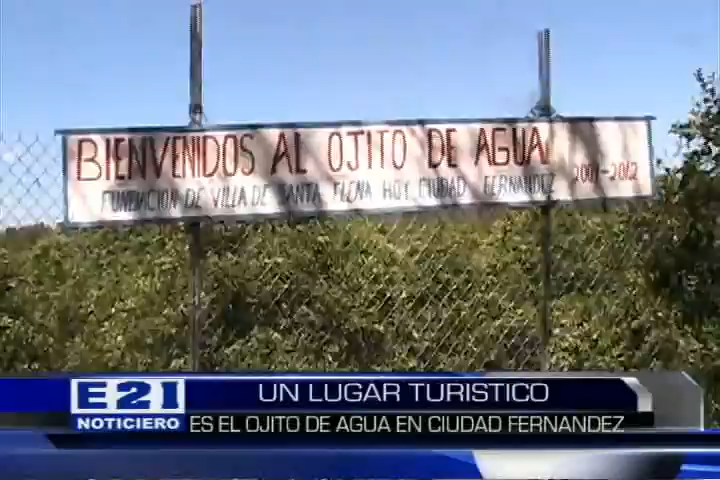 BIENVENIDOS AL OJITO DE AGUA
FUNDACION DE VILLA DE SANTA ELENA HOY CIUDAD FERNANDEZ 2007-2012
E21 UN LUGAR TURISTICO
NOTICIERO ES EL OJITO DE AGUA EN CIUDAD FERNANDEZ